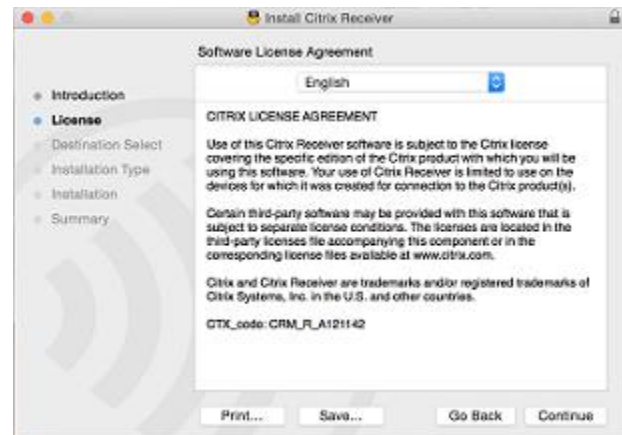 Install Citrix Receiver
Software License Agreement
English
Introduction
License
Destination Select
Installation Type
Installation
Summary
CITRIX LICENSE AGREEMENT
Use of this Citrix Receiver software is subject to the Citrix license
covering the specific edition of the Citrix product with which you will be
using this software. Your use of Citrix Receiver is limited to use on the
devices for which it was created for connection to the Citrix product(s).
Certain third-party software may be provided with this software that is
subject to separate license conditions. The licenses are located in the
third-party licenses file accompanying this component or in the
corresponding license files available at www.citrix.com.
Citrix and Citrix Receiver are trademarks and/or registered trademarks of
Citrix Systems, Inc. in the U.S. and other countries.
CTX_code: CRM_R_A121142
Print...
Save...
Go Back
Continue